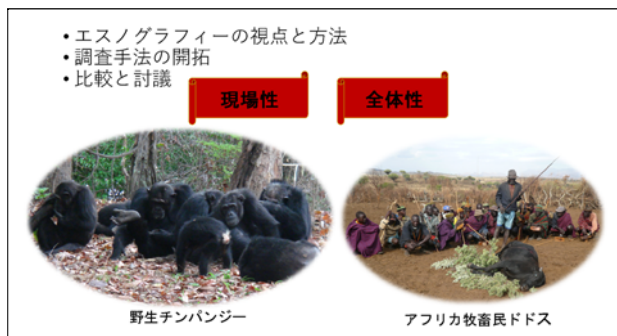 • エスノグラフィーの視点と方法
• 調査手法の開拓
• 比較と討議
現場性
全体性
野生チンパンジー
アフリカ牧畜民ドドス